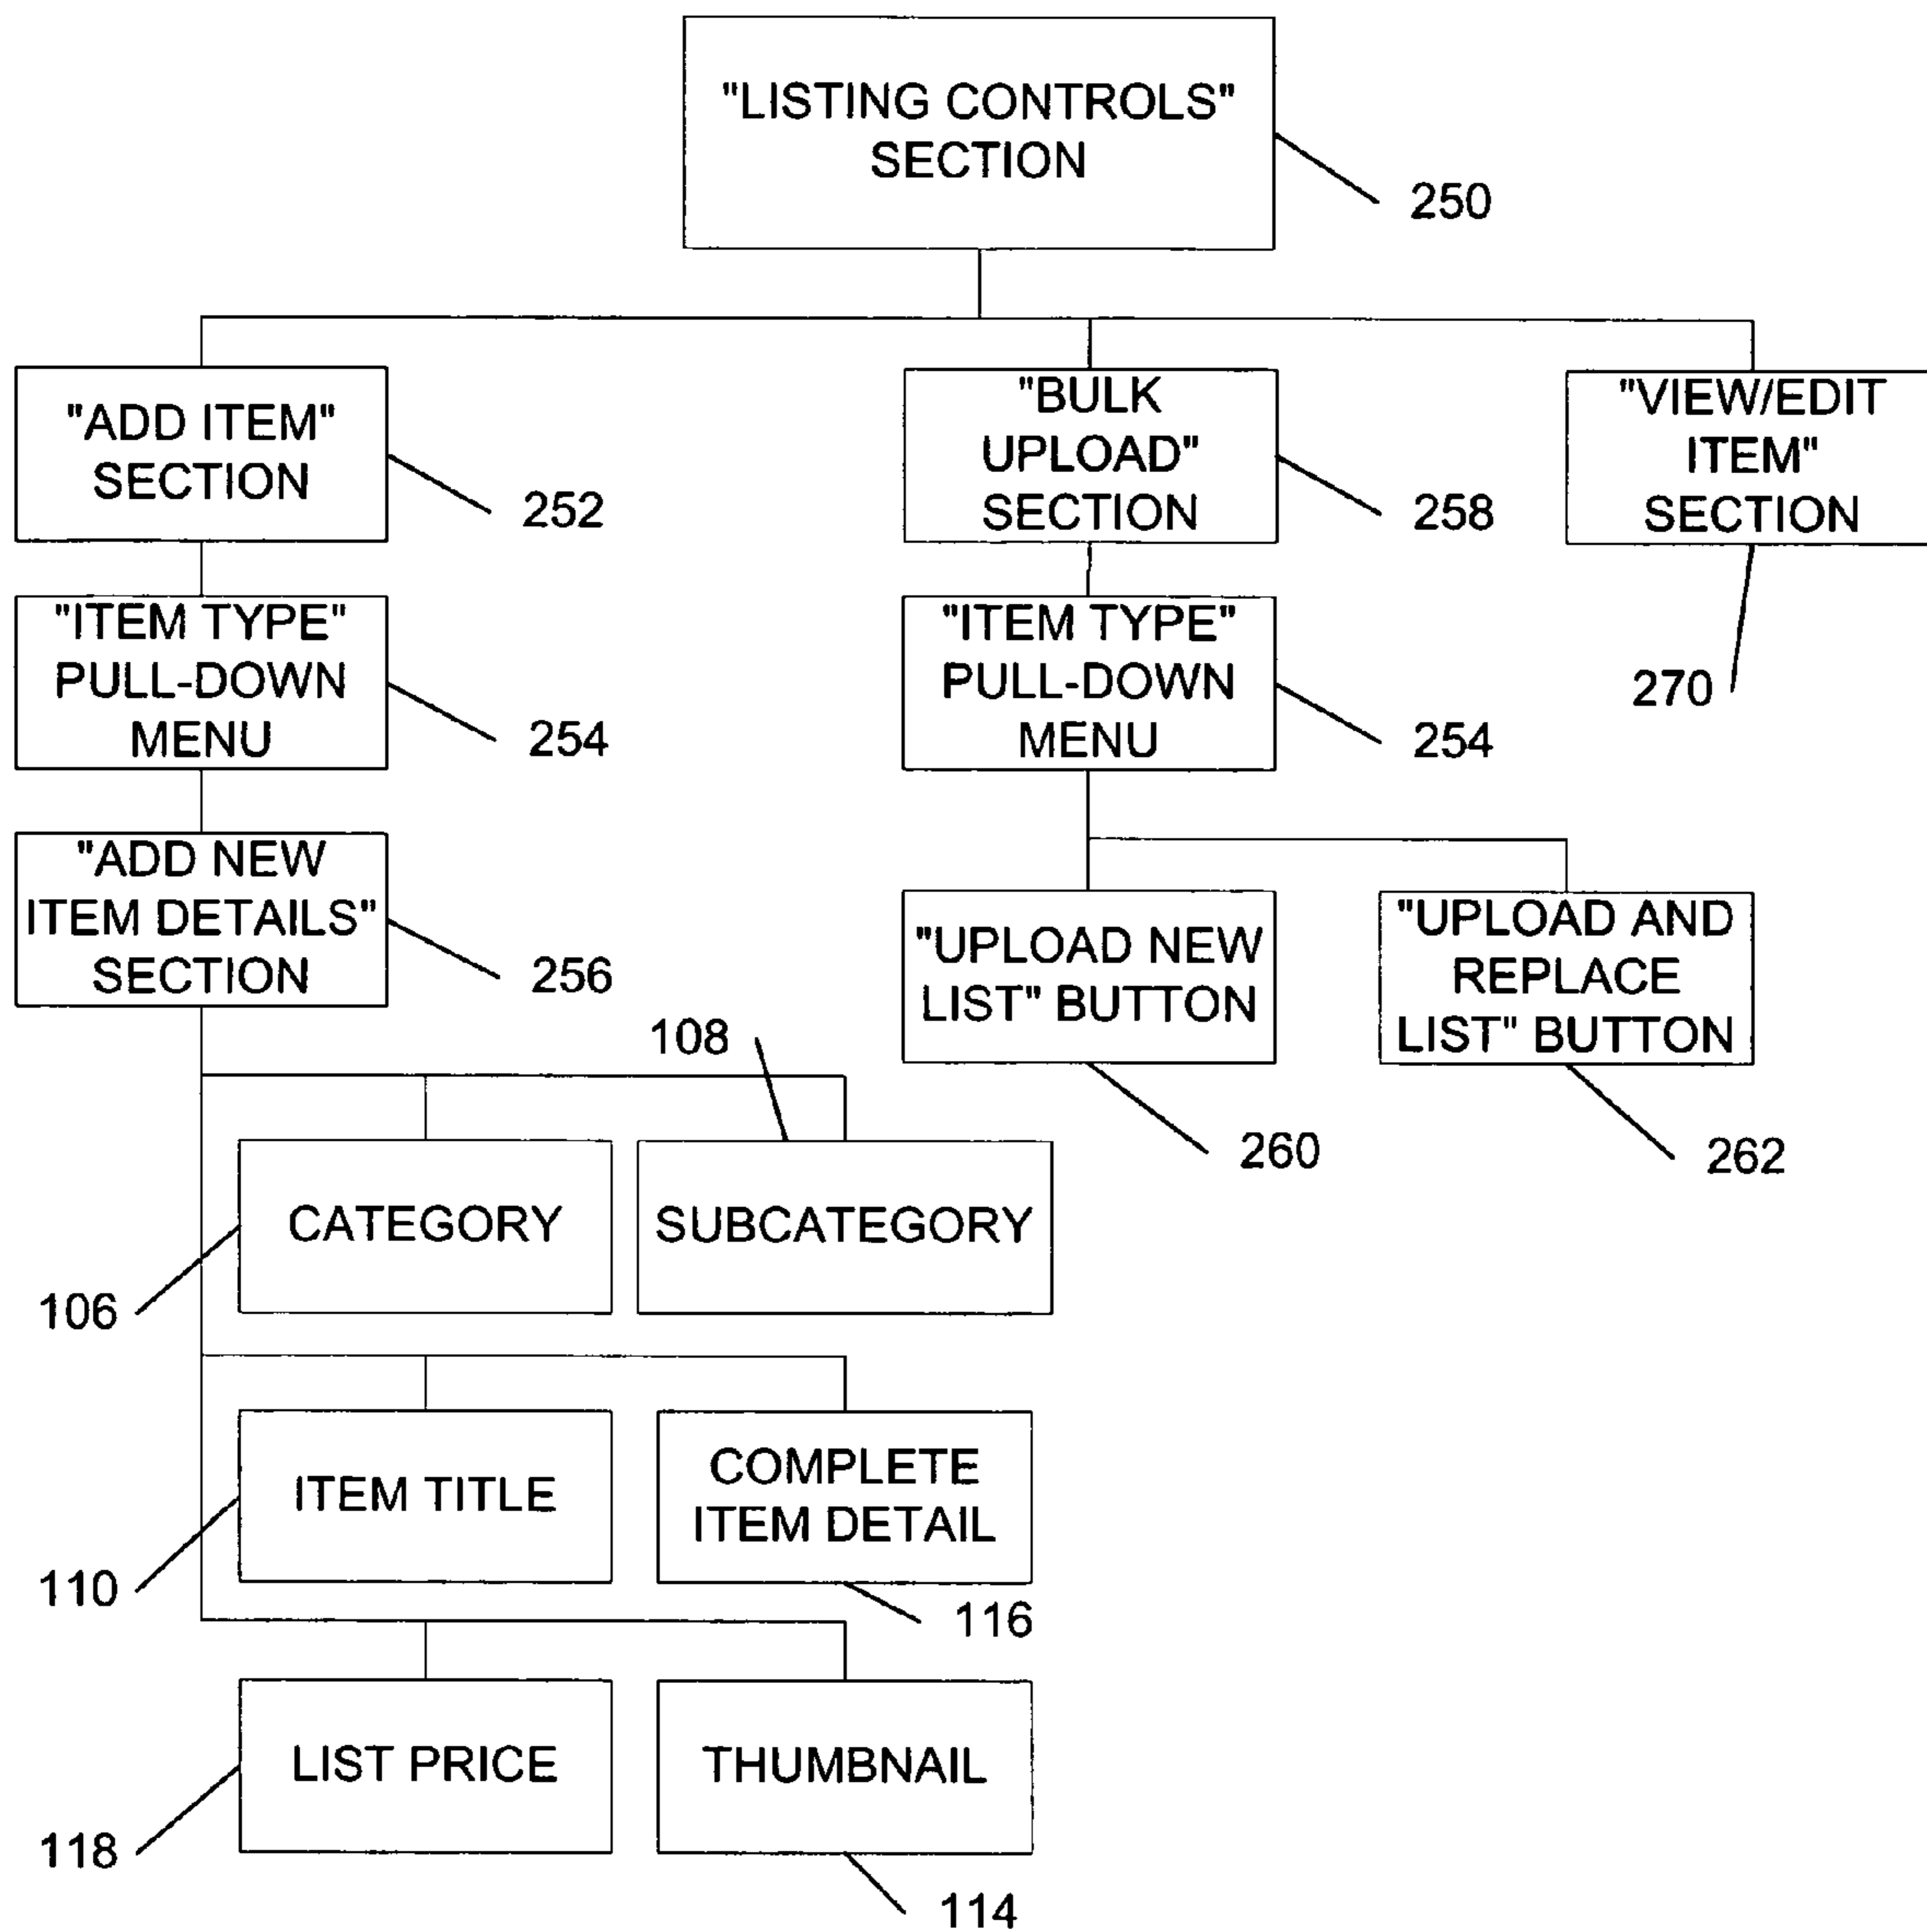 "LISTING CONTROLS"
SECTION
250
"ADD ITEM"
SECTION
252
"BULK
UPLOAD"
SECTION
258
"VIEW/EDIT
ITEM"
SECTION
270
"ITEM TYPE"
PULL-DOWN
MENU
254
"ITEM TYPE"
PULL-DOWN
MENU
254
"ADD NEW
ITEM DETAILS"
SECTION
256
"UPLOAD NEW
LIST" BUTTON
260
"UPLOAD AND
REPLACE
LIST" BUTTON
262
108
CATEGORY
106
SUBCATEGORY
ITEM TITLE
110
COMPLETE
ITEM DETAIL
116
LIST PRICE
118
THUMBNAIL
114